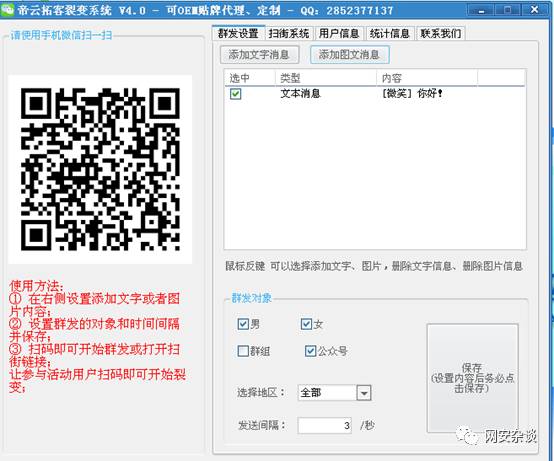 帝云拓客裂变系统 V4.0 - 可OEM贴牌代理、定制 - QQ：2852377137
请使用手机微信扫一扫
群发设置 扫街系统 用户信息 统计信息 联系我们
添加文字消息 添加图文消息
选中 类型 内容
文本消息 [微笑] 你好！
鼠标反键 可以选择添加文字、图片，删除文字信息、删除图片信息
使用方法：
① 在右侧设置添加文字或者图
片内容；
② 设置群发的对象和时间间隔
并保存；
③ 扫码即可开始群发或打开扫
街链接；
让参与活动用户扫码即可开始裂
变；
群发对象
男 女
群组 公众号
选择地区： 全部
发送间隔： 3 /秒
保存
(设置内容后务必点
击保存)
网安杂谈